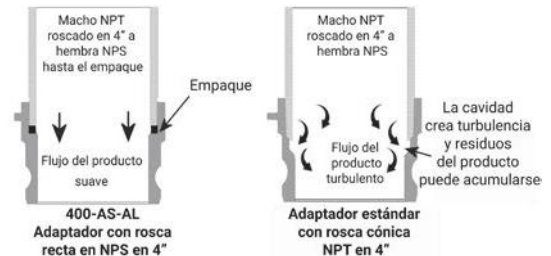 Macho NPT
roscado en 4" a
hembra NPS
hasta el empaque
Empaque
Flujo del producto
suave
400-AS-AL
Adaptador con rosca
recta en NPS en 4"
Macho NPT
roscado en 4" a
hembra NPS
Flujo del
producto
turbulento
La cavidad
crea turbulencia
y residuos
del producto
puede acumularse
Adaptador estándar
con rosca cónica
NPT en 4"